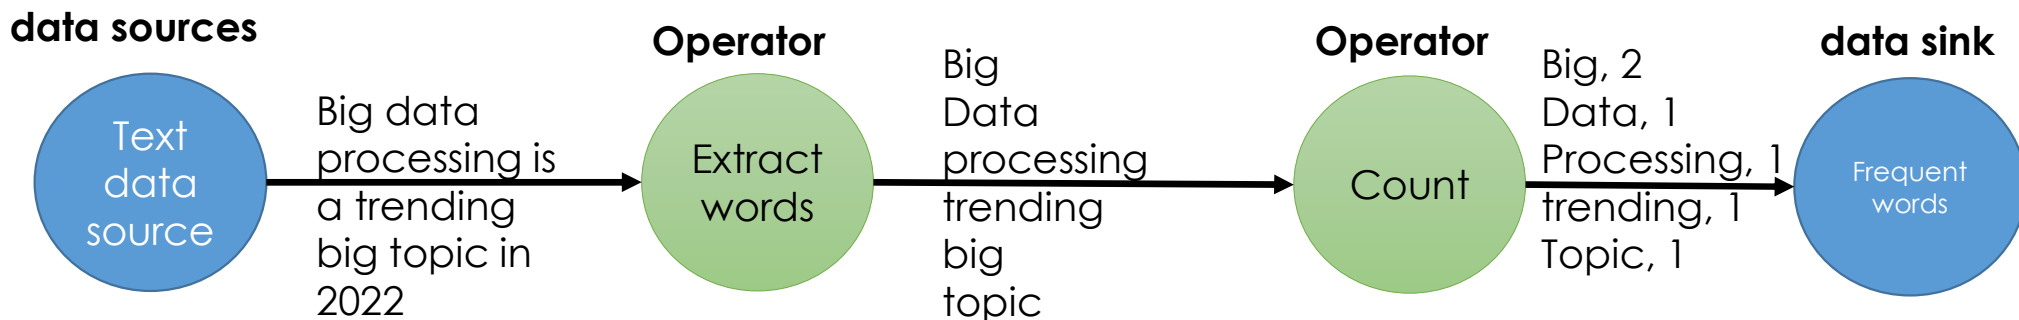 data sources
Text
data
source
Big data
processing is
a trending
big topic in
2022
Operator
Extract
words
Big
Data
processing
trending
big
topic
Operator
Count
Big, 2
Data, 1
Processing, 1
trending, 1
Topic, 1
data sink
Frequent
words